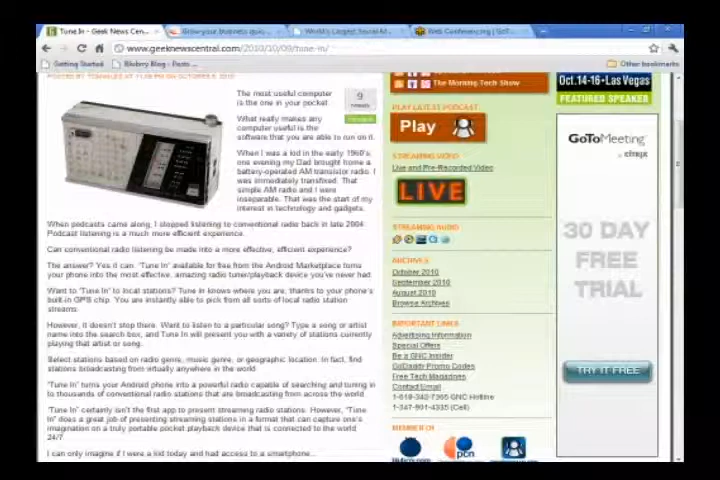 Tune In - Geek News Cen...
Grow your business quic...
World's Largest Social M...
Web Conferencing | GoT...
www.geeknewscentral.com/2010/10/09/tune-in/
Getting Started
Blubrry Blog - Posts ...
Other bookmarks
The most useful computer
is the one in your pocket.
What really makes any
computer useful is the
software that you are able to run on it.
When I was a kid in the early 1960's,
one evening my Dad brought home a
battery-operated AM transistor radio. I
was immediately transfixed. That
simple AM radio and I were
inseparable. That was the start of my
interest in technology and gadgets.
9
tweets
When podcasts came along, I stopped listening to conventional radio back in late 2004.
Podcast listening is a much more efficient experience.
Can conventional radio listening be made into a more effective, efficient experience?
The answer? Yes it can. "Tune In" available for free from the Android Marketplace turns
your phone into the most effective, amazing radio tuner/playback device you've never had.
Want to "Tune In" to local stations? Tune in knows where you are, thanks to your phone's
built-in GPS chip. You are instantly able to pick from all sorts of local radio station
streams.
However, it doesn't stop there. Want to listen to a particular song? Type a song or artist
name into the search box, and Tune In will present you with a variety of stations currently
playing that artist or song.
Select stations based on radio genre, music genre, or geographic location. In fact, find
stations broadcasting from virtually anywhere in the world.
"Tune In" turns your Android phone into a powerful radio capable of searching and tuning in
to thousands of conventional radio stations that are broadcasting from across the world.
"Tune In" certainly isn't the first app to present streaming radio stations. However, "Tune
In" does a great job of presenting streaming stations in a format that can capture one's
imagination on a truly portable pocket playback device that is connected to the world
24/7.
I can only imagine if I were a kid today and had access to a smartphone...
The Morning Tech Show
PLAY LATEST PODCAST
Play
STREAMING VIDEO
Live and Pre-Recorded Video
LIVE
STREAMING AUDIO
ARCHIVES
October 2010
September 2010
August 2010
Browse Archives
IMPORTANT LINKS
Advertising Information
Special Offers
Be a GNC Insider
GoDaddy Promo Codes
Free Tech Magazines
Contact Email
1-619-342-7365 GNC Hotline
1-347-901-4335 (Cell)
MEMBER OF
pcn
Oct.14-16 • Las Vegas
FEATURED SPEAKER
GoToMeeting
by citrix
30 DAY
FREE
TRIAL
TRY IT FREE